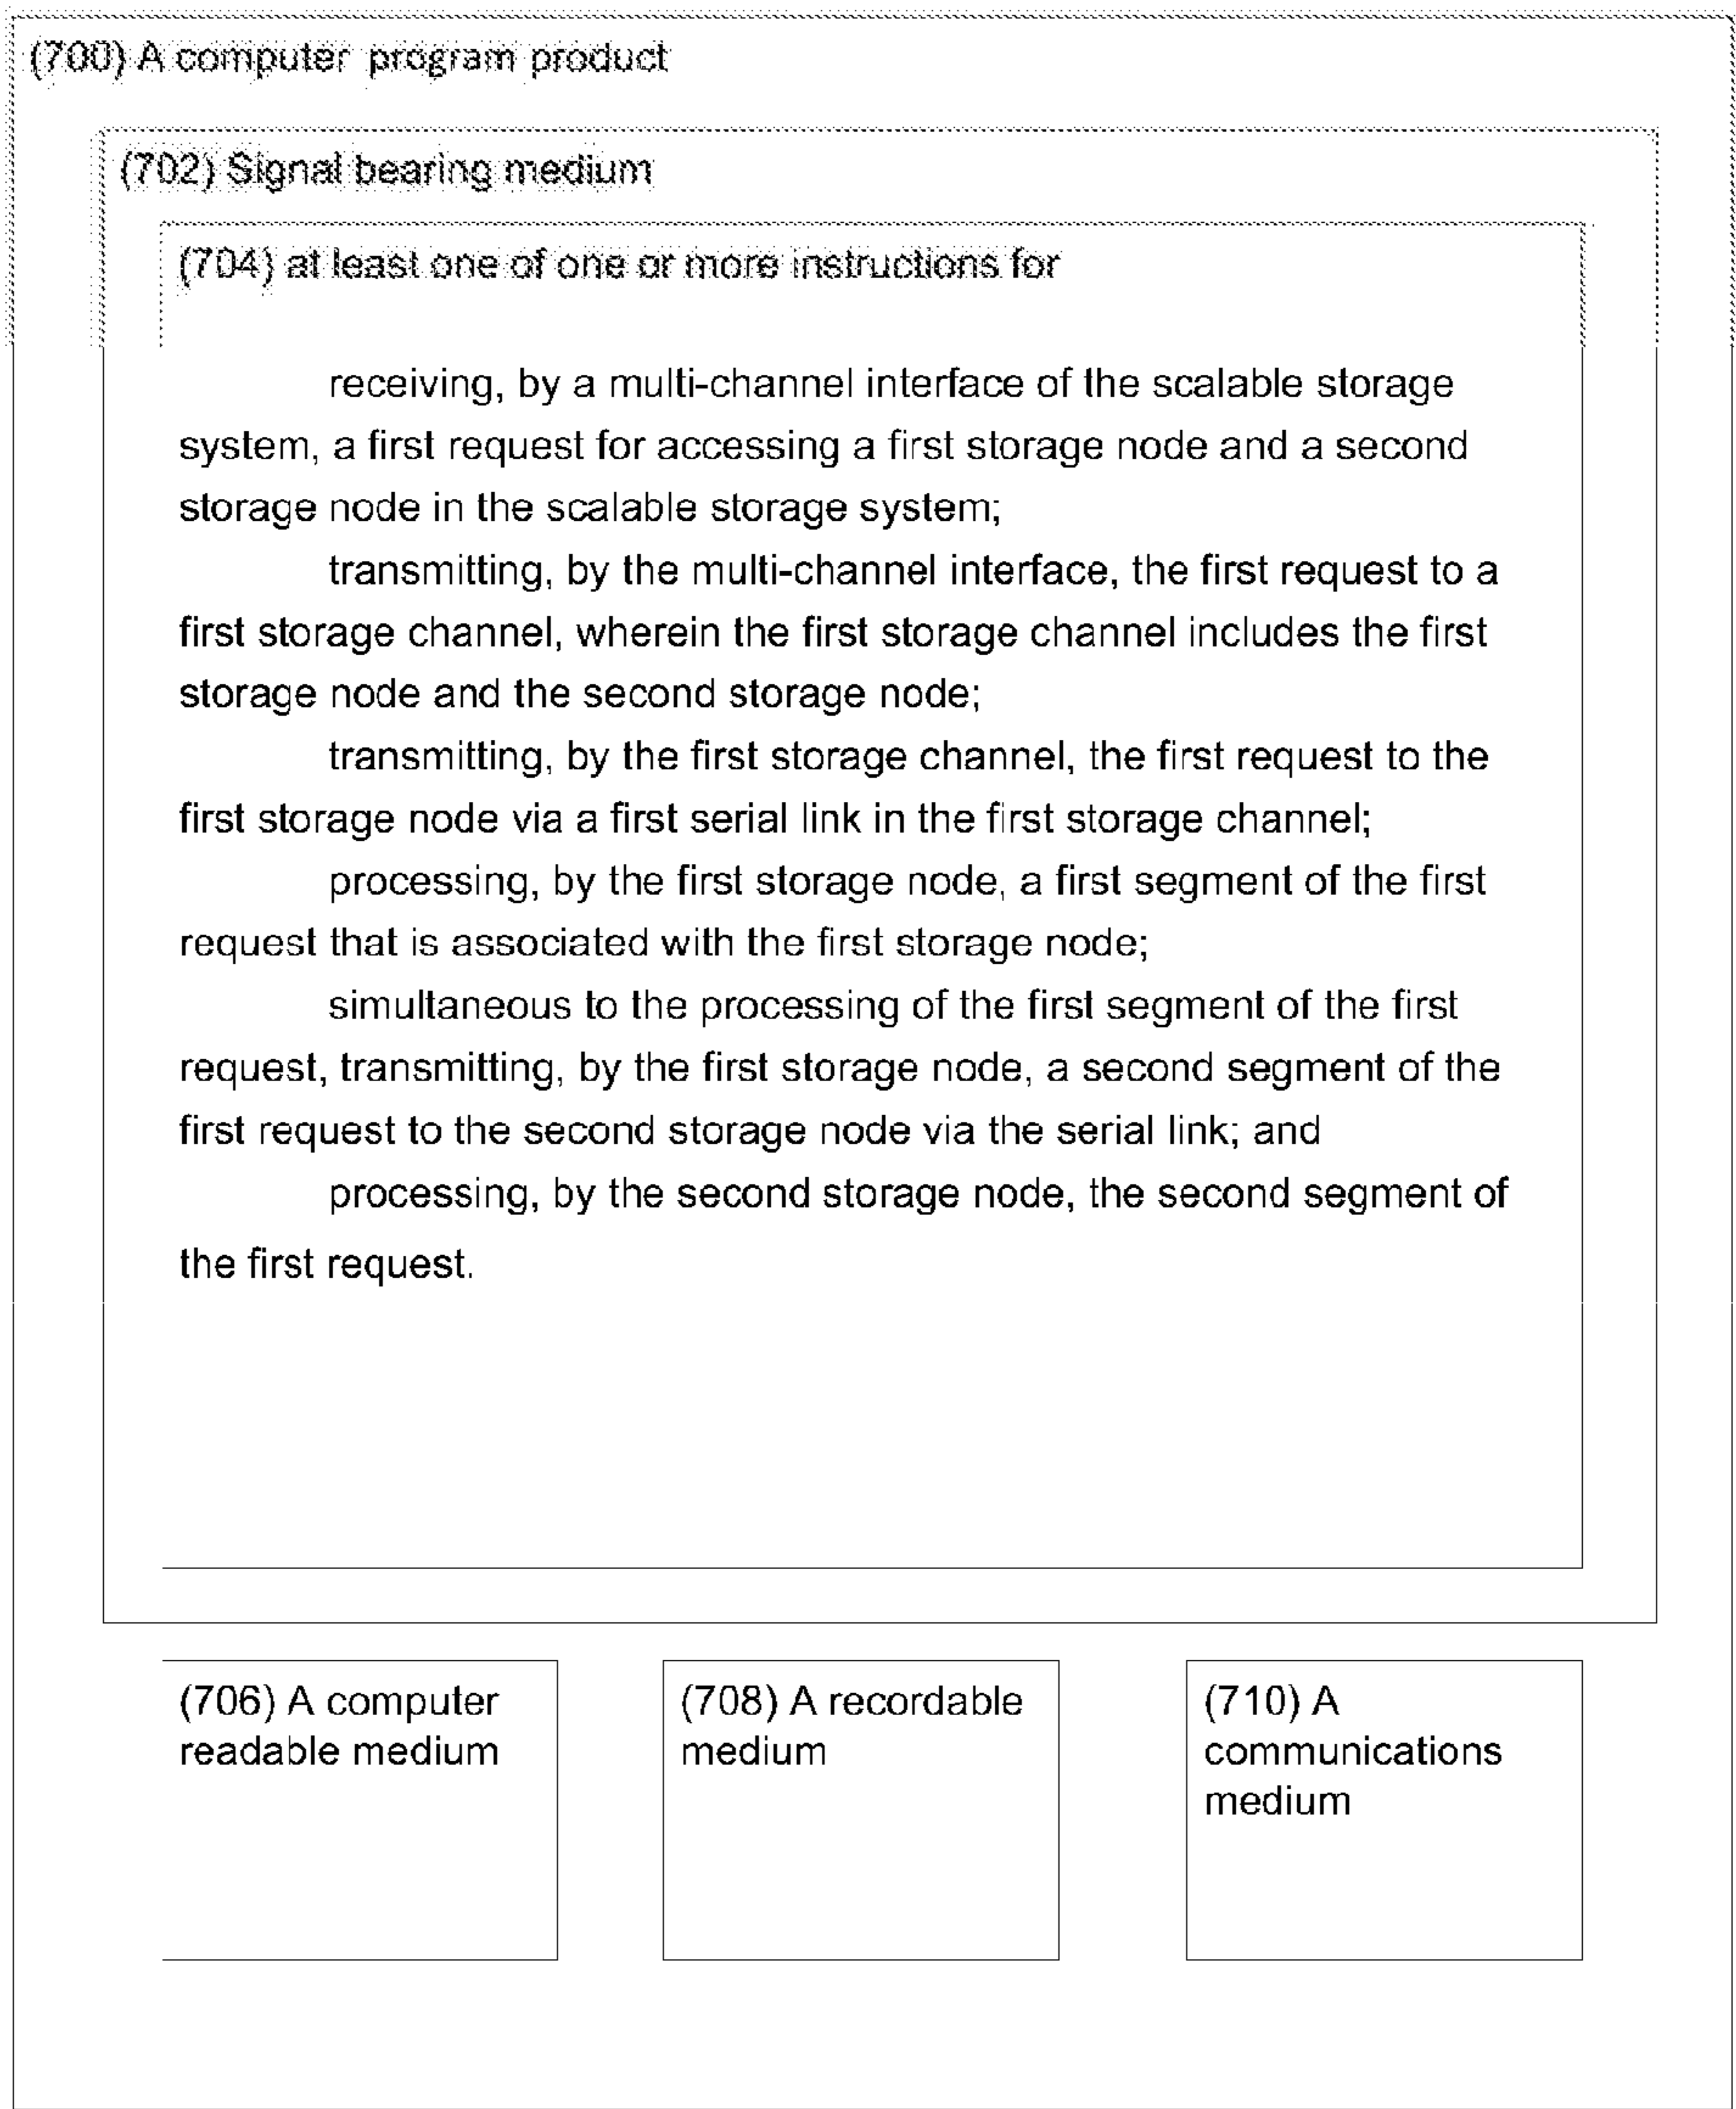 (700) A computer program product
(702) Signal bearing medium
(704) at least one of one or more instructions for
receiving, by a multi-channel interface of the scalable storage
system, a first request for accessing a first storage node and a second
storage node in the scalable storage system;
transmitting, by the multi-channel interface, the first request to a
first storage channel, wherein the first storage channel includes the first
storage node and the second storage node;
transmitting, by the first storage channel, the first request to the
first storage node via a first serial link in the first storage channel;
processing, by the first storage node, a first segment of the first
request that is associated with the first storage node;
simultaneous to the processing of the first segment of the first
request, transmitting, by the first storage node, a second segment of the
first request to the second storage node via the serial link; and
processing, by the second storage node, the second segment of
the first request.
(706) A computer
readable medium
(708) A recordable
medium
(710) A
communications
medium